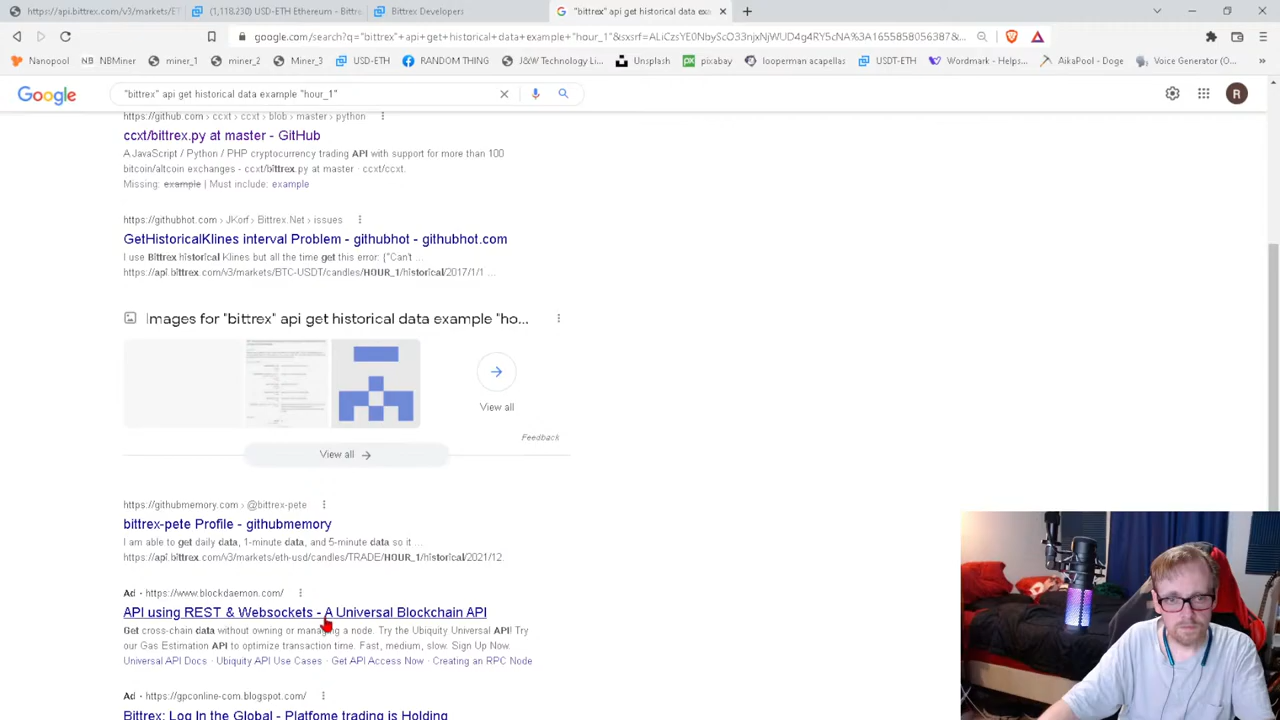 https://api.bittrex.com/v3/markets/ET
(1,118.230) USD-ETH Ethereum - Bittre
Bittrex Developers
"bittrex" api get historical data exam
google.com/search?q="bittrex"+api+get+historical+data+example+"hour_1"&sxsrf=ALiCzsYE0NbyScO33njxNjWUD4g4RY5cNA%3A1655858056387&...
Nanopool
NB NBMiner
miner_1
miner_2
Miner_3
USD-ETH
RANDOM THING
J&W Technology Li...
Unsplash
px pixabay
looperman acapellas
USDT-ETH
Wordmark - Helps...
AikaPool - Doge
Voice Generator (O...
Google
"bittrex" api get historical data example "hour_1"
R
https://github.com › ccxt › blob › master › python
ccxt/bittrex.py at master - GitHub
A JavaScript / Python / PHP cryptocurrency trading API with support for more than 100
bitcoin/altcoin exchanges - ccxt/bittrex.py at master · ccxt/ccxt.
Missing: example | Must include: example
https://githubhot.com › JKorf › Bittrex.Net › issues
GetHistoricalKlines interval Problem - githubhot - githubhot.com
I use Bittrex historical Klines but all the time get this error: {"Can't ...
https://api.bittrex.com/v3/markets/BTC-USDT/candles/HOUR_1/historical/2017/1/1 ...
Images for "bittrex" api get historical data example "ho...
View all
Feedback
View all
https://githubmemory.com › @bittrex-pete
bittrex-pete Profile - githubmemory
I am able to get daily data, 1-minute data, and 5-minute data so it ...
https://api.bittrex.com/v3/markets/eth-usd/candles/TRADE/HOUR_1/historical/2021/12.
Ad · https://www.blockdaemon.com/
API using REST & Websockets - A Universal Blockchain API
Get cross-chain data without owning or managing a node. Try the Ubiquity Universal API! Try
our Gas Estimation API to optimize transaction time. Fast, medium, slow. Sign Up Now.
Universal API Docs · Ubiquity API Use Cases · Get API Access Now · Creating an RPC Node
Ad · https://gpconline-com.blogspot.com/
Bittrex: Log In the Global - Platfome trading is Holding